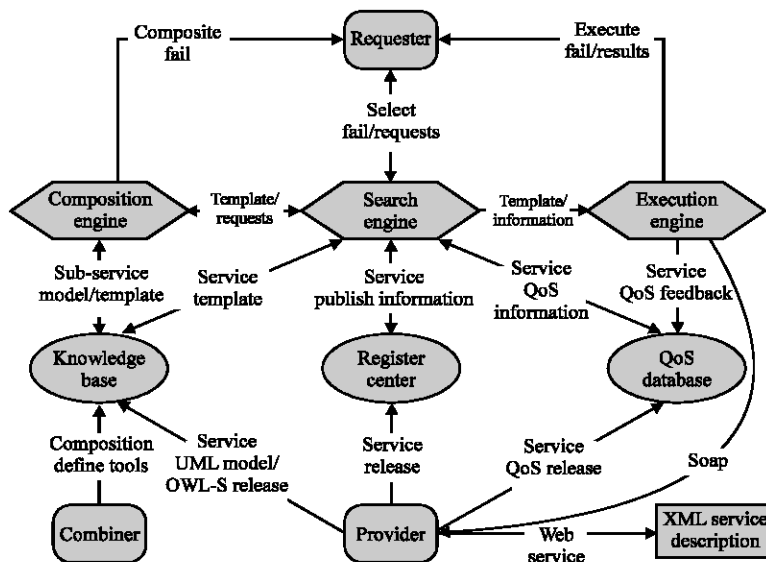 Composite
fail
Requester
Execute
fail/results
Select
fail/requests
Composition
engine
Template/
requests
Search
engine
Template/
information
Execution
engine
Sub-service
model/template
Service
template
Service
publish information
Service
QoS
information
Service
QoS feedback
Knowledge
base
Register
center
QoS
database
Composition
define tools
Service
UML model/
OWL-S release
Service
release
Service
QoS release
Soap
Combiner
Provider
Web
service
XML service
description